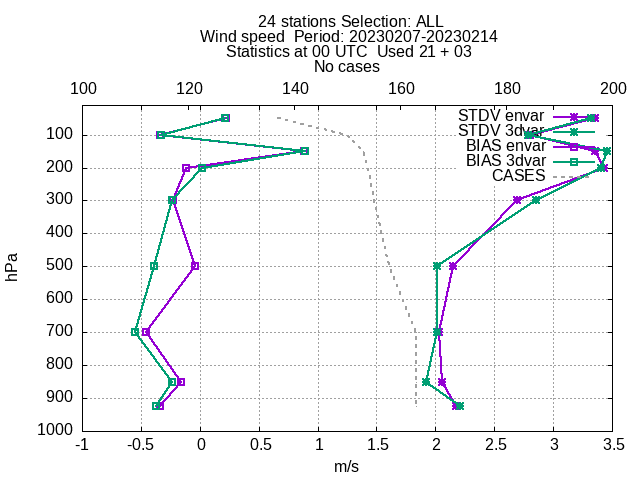 24 stations Selection: ALL
Wind speed  Period: 20230207-20230214
Statistics at 00 UTC  Used 21 + 03
No cases
100 120 140 160 180 200
STDV envar
STDV 3dvar
BIAS envar
BIAS 3dvar
CASES
hPa
100
200
300
400
500
600
700
800
900
1000
-1 -0.5 0 0.5 1 1.5 2 2.5 3 3.5
m/s